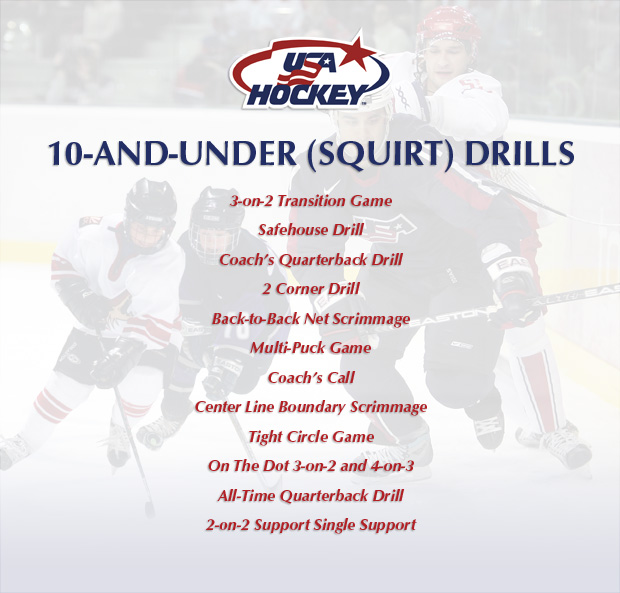 USA
HOCKEY
10-AND-UNDER (SQUIRT) DRILLS
3-on-2 Transition Game
Safehouse Drill
Coach's Quarterback Drill
2 Corner Drill
Back-to-Back Net Scrimmage
Multi-Puck Game
Coach's Call
Center Line Boundary Scrimmage
Tight Circle Game
On The Dot 3-on-2 and 4-on-3
All-Time Quarterback Drill
2-on-2 Support Single Support